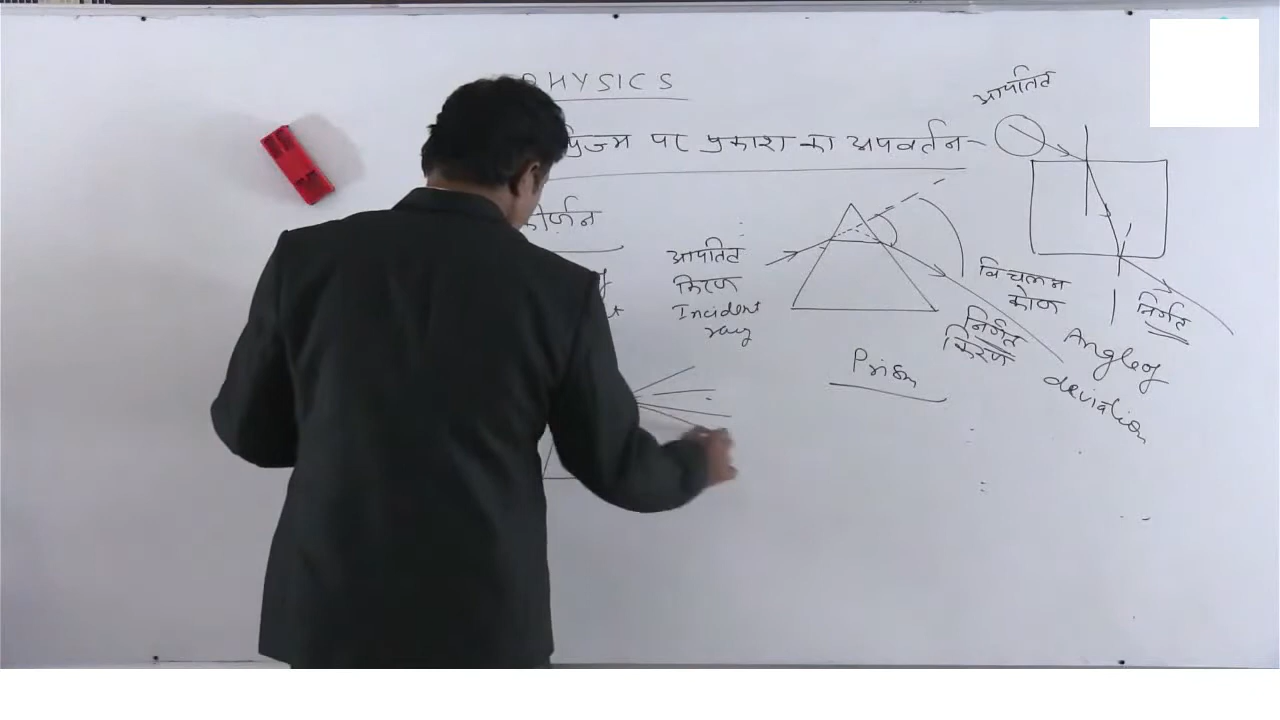 PHYSICS
प्रिज्म पर प्रकाश का अपवर्तन-
आपतित
किरण
Incident
ray
विचलन
कोण
निर्गत
किरण
Prism
Angle of
deviation
आपतित
निर्गत